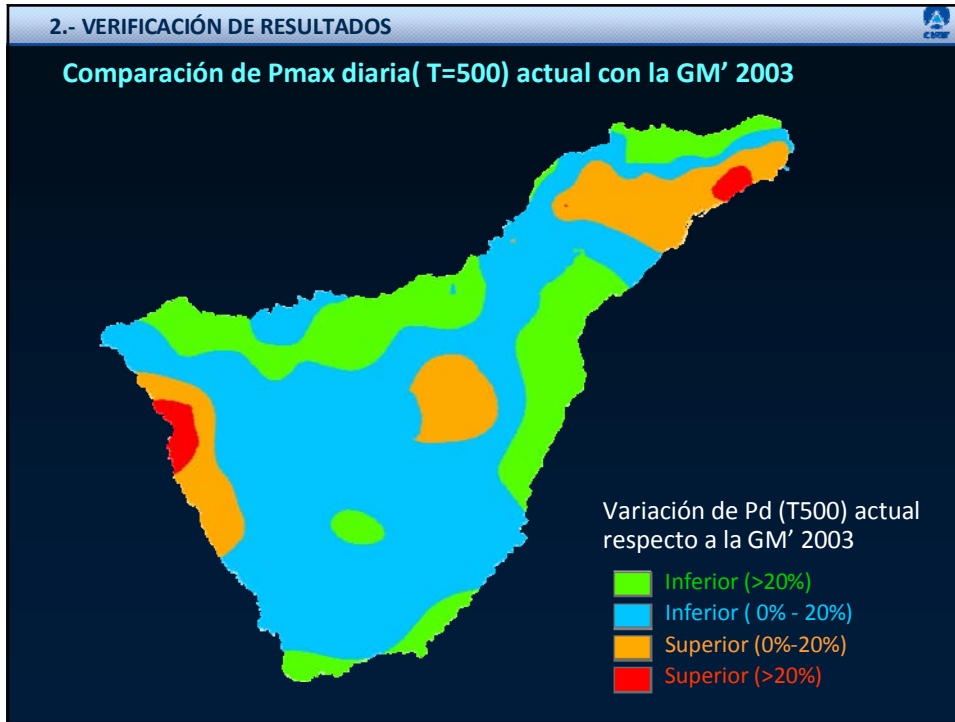 2.- VERIFICACIÓN DE RESULTADOS
Comparación de Pmax diaria( T=500) actual con la GM’ 2003
Variación de Pd (T500) actual
respecto a la GM’ 2003
Inferior (>20%)
Inferior ( 0% - 20%)
Superior (0%-20%)
Superior (>20%)